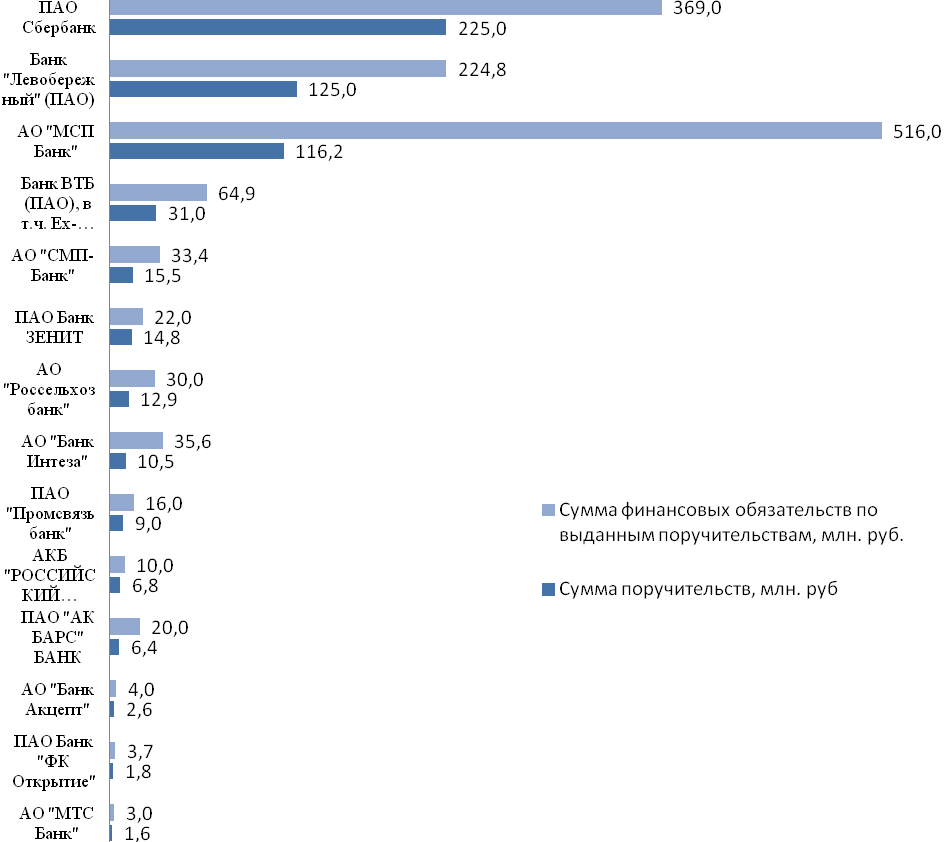 ПАО
Сбербанк
369,0
225,0
Банк
"Левобереж
ный" (ПАО)
224,8
125,0
АО "МСП
Банк"
516,0
116,2
Банк ВТБ
(ПАО), в
т.ч. Ex-...
64,9
31,0
АО "СМП-
Банк"
33,4
15,5
ПАО Банк
ЗЕНИТ
22,0
14,8
АО
"Россельхоз
банк"
30,0
12,9
АО "Банк
Интеза"
35,6
10,5
ПАО
"Промсвязь
банк"
16,0
9,0
АКБ
"РОССИЙС
КИЙ...
10,0
6,8
ПАО "АК
БАРС"
БАНК
20,0
6,4
АО "Банк
Акцепт"
4,0
2,6
ПАО Банк
"ФК
Открытие"
3,7
1,8
АО "МТС
Банк"
3,0
1,6
Сумма финансовых обязательств по
выданным поручительствам, млн. руб.
Сумма поручительств, млн. руб